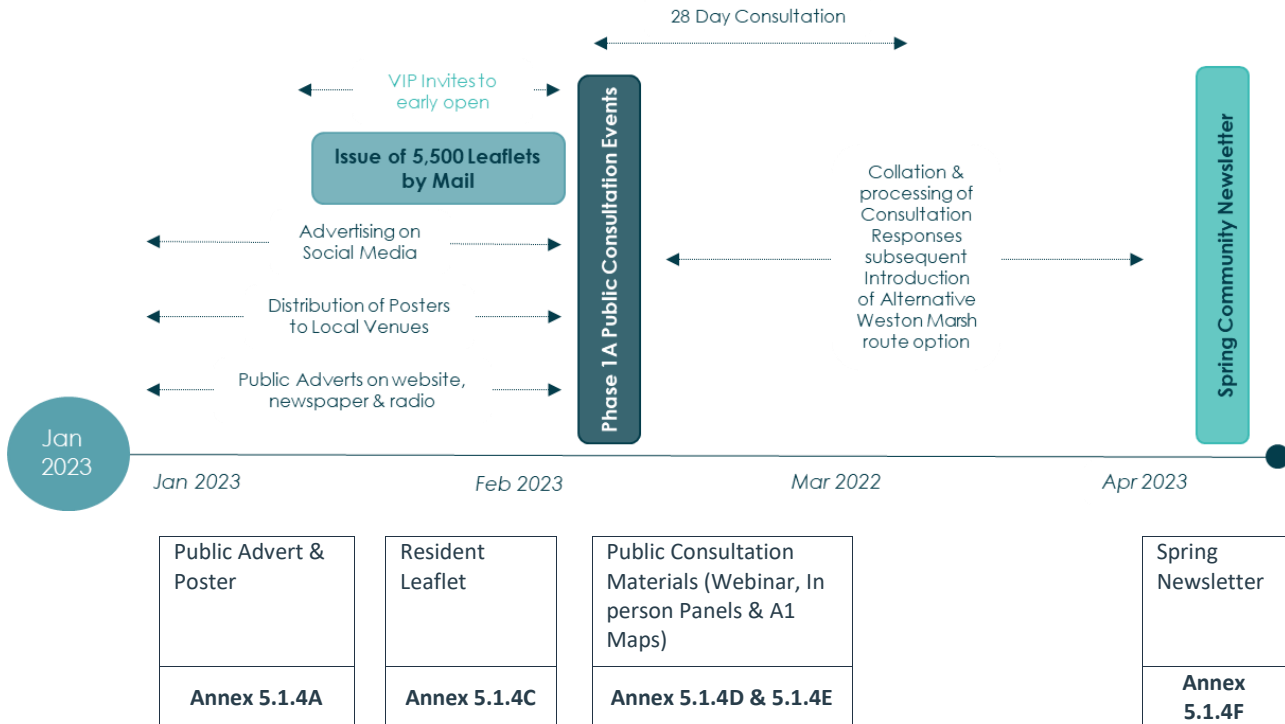 28 Day Consultation
VIP Invites to
early open
Issue of 5,500 Leaflets
by Mail
Advertising on
Social Media
Distribution of Posters
to Local Venues
Public Adverts on website,
newspaper & radio
Phase 1A Public Consultation Events
Collation &
processing of
Consultation
Responses
subsequent
Introduction
of Alternative
Weston Marsh
route option
Spring Community Newsletter
Jan
2023
Jan 2023
Feb 2023
Mar 2022
Apr 2023
Public Advert &
Poster
Annex 5.1.4A
Resident
Leaflet
Annex 5.1.4C
Public Consultation
Materials (Webinar, In
person Panels & A1
Maps)
Annex 5.1.4D & 5.1.4E
Spring
Newsletter
Annex
5.1.4F